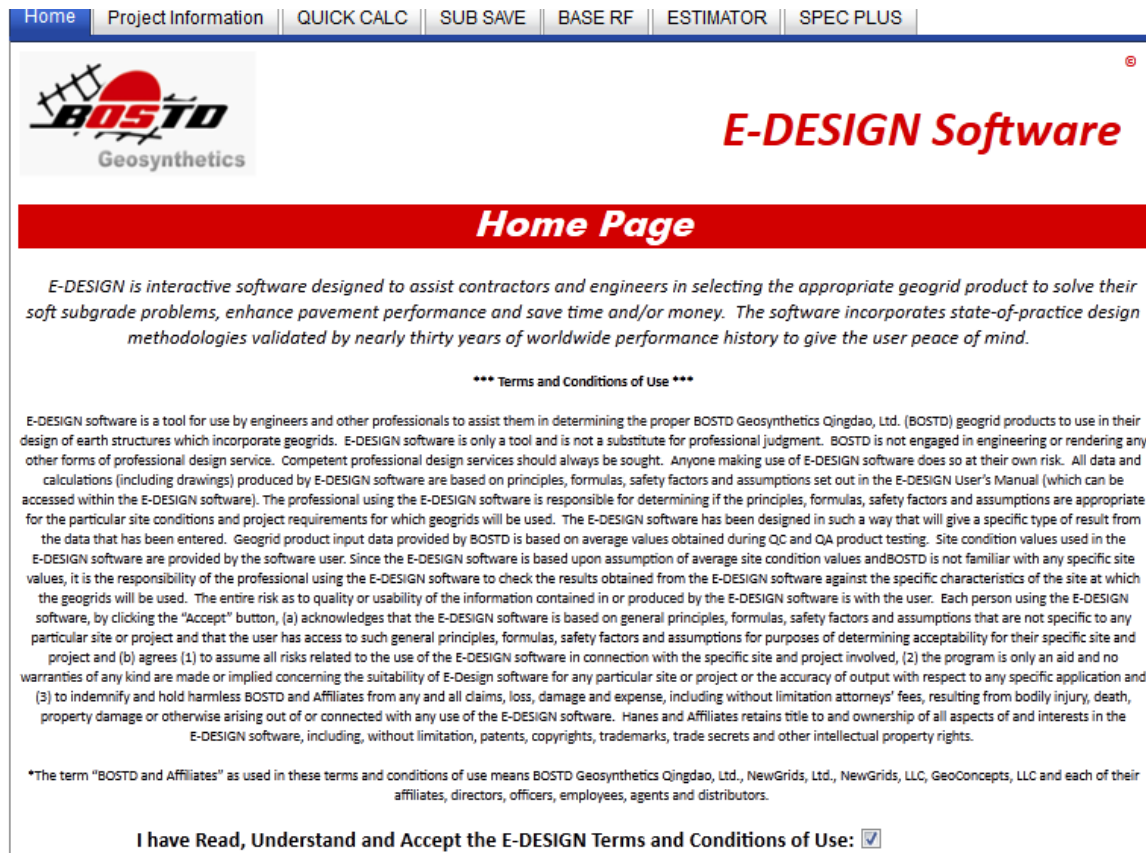 Home Project Information QUICK CALC SUB SAVE BASE RF ESTIMATOR SPEC PLUS
©
BOSTD
Geosynthetics
E-DESIGN Software
Home Page
E-DESIGN is interactive software designed to assist contractors and engineers in selecting the appropriate geogrid product to solve their
soft subgrade problems, enhance pavement performance and save time and/or money. The software incorporates state-of-practice design
methodologies validated by nearly thirty years of worldwide performance history to give the user peace of mind.
*** Terms and Conditions of Use ***
E-DESIGN software is a tool for use by engineers and other professionals to assist them in determining the proper BOSTD Geosynthetics Qingdao, Ltd. (BOSTD) geogrid products to use in their
design of earth structures which incorporate geogrids. E-DESIGN software is only a tool and is not a substitute for professional judgment. BOSTD is not engaged in engineering or rendering any
other forms of professional design service. Competent professional design services should always be sought. Anyone making use of E-DESIGN software does so at their own risk. All data and
calculations (including drawings) produced by E-DESIGN software are based on principles, formulas, safety factors and assumptions set out in the E-DESIGN User's Manual (which can be
accessed within the E-DESIGN software). The professional using the E-DESIGN software is responsible for determining if the principles, formulas, safety factors and assumptions are appropriate
for the particular site conditions and project requirements for which geogrids will be used. The E-DESIGN software has been designed in such a way that will give a specific type of result from
the data that has been entered. Geogrid product input data provided by BOSTD is based on average values obtained during QC and QA product testing. Site condition values used in the
E-DESIGN software are provided by the software user. Since the E-DESIGN software is based upon assumption of average site condition values andBOSTD is not familiar with any specific site
values, it is the responsibility of the professional using the E-DESIGN software to check the results obtained from the E-DESIGN software against the specific characteristics of the site at which
the geogrids will be used. The entire risk as to quality or usability of the information contained in or produced by the E-DESIGN software is with the user. Each person using the E-DESIGN
software, by clicking the "Accept" button, (a) acknowledges that the E-DESIGN software is based on general principles, formulas, safety factors and assumptions that are not specific to any
particular site or project and that the user has access to such general principles, formulas, safety factors and assumptions for purposes of determining acceptability for their specific site and
project and (b) agrees (1) to assume all risks related to the use of the E-DESIGN software in connection with the specific site and project involved, (2) the program is only an aid and no
warranties of any kind are made or implied concerning the suitability of E-Design software for any particular site or project or the accuracy of output with respect to any specific application and
(3) to indemnify and hold harmless BOSTD and Affiliates from any and all claims, loss, damage and expense, including without limitation attorneys' fees, resulting from bodily injury, death,
property damage or otherwise arising out of or connected with any use of the E-DESIGN software. Hanes and Affiliates retains title to and ownership of all aspects of and interests in the
E-DESIGN software, including, without limitation, patents, copyrights, trademarks, trade secrets and other intellectual property rights.
*The term "BOSTD and Affiliates" as used in these terms and conditions of use means BOSTD Geosynthetics Qingdao, Ltd., NewGrids, Ltd., NewGrids, LLC, GeoConcepts, LLC and each of their
affiliates, directors, officers, employees, agents and distributors.
I have Read, Understand and Accept the E-DESIGN Terms and Conditions of Use: